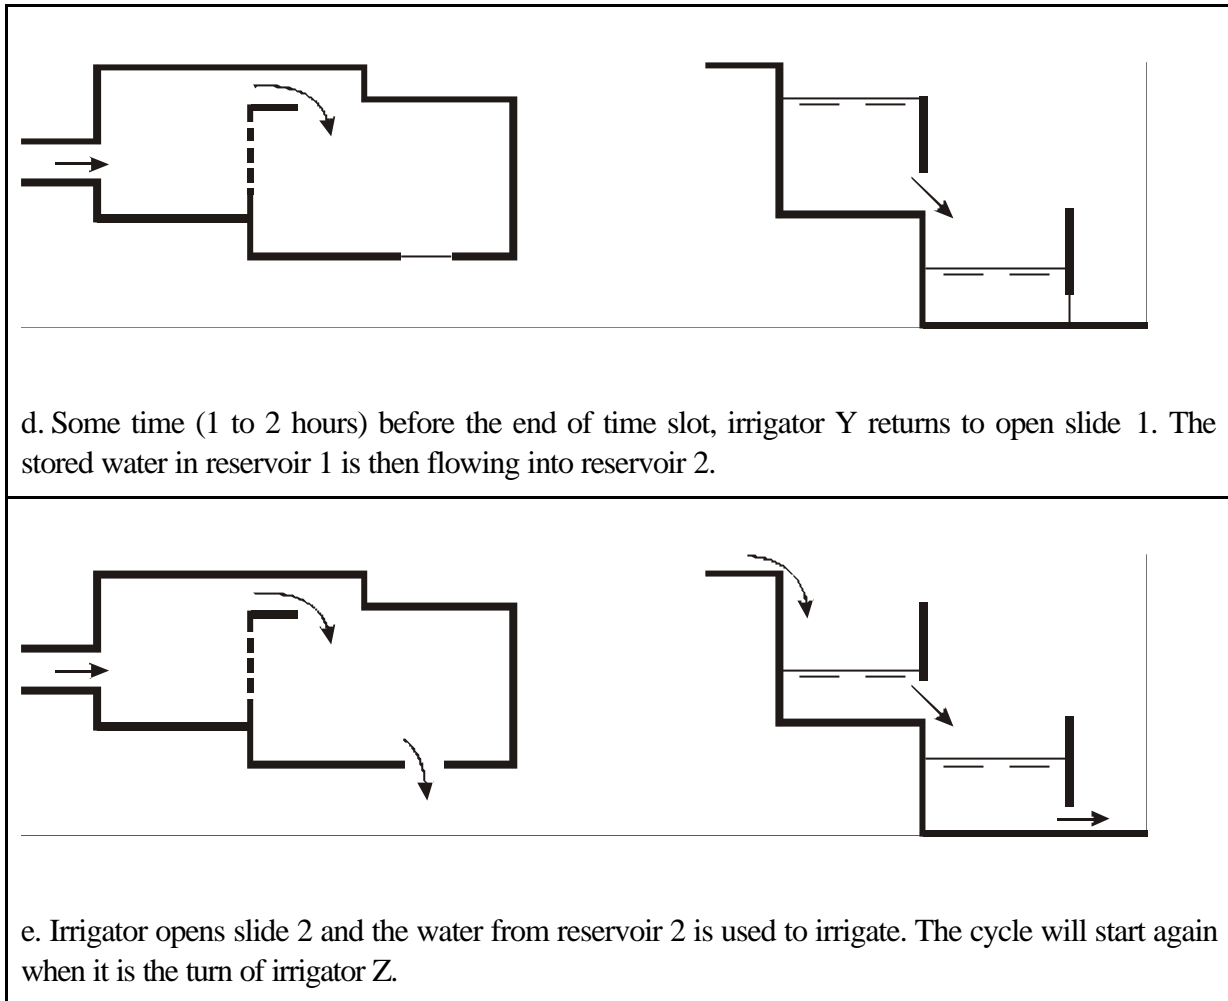 d. Some time (1 to 2 hours) before the end of time slot, irrigator Y returns to open slide 1. The
stored water in reservoir 1 is then flowing into reservoir 2.
e. Irrigator opens slide 2 and the water from reservoir 2 is used to irrigate. The cycle will start again
when it is the turn of irrigator Z.